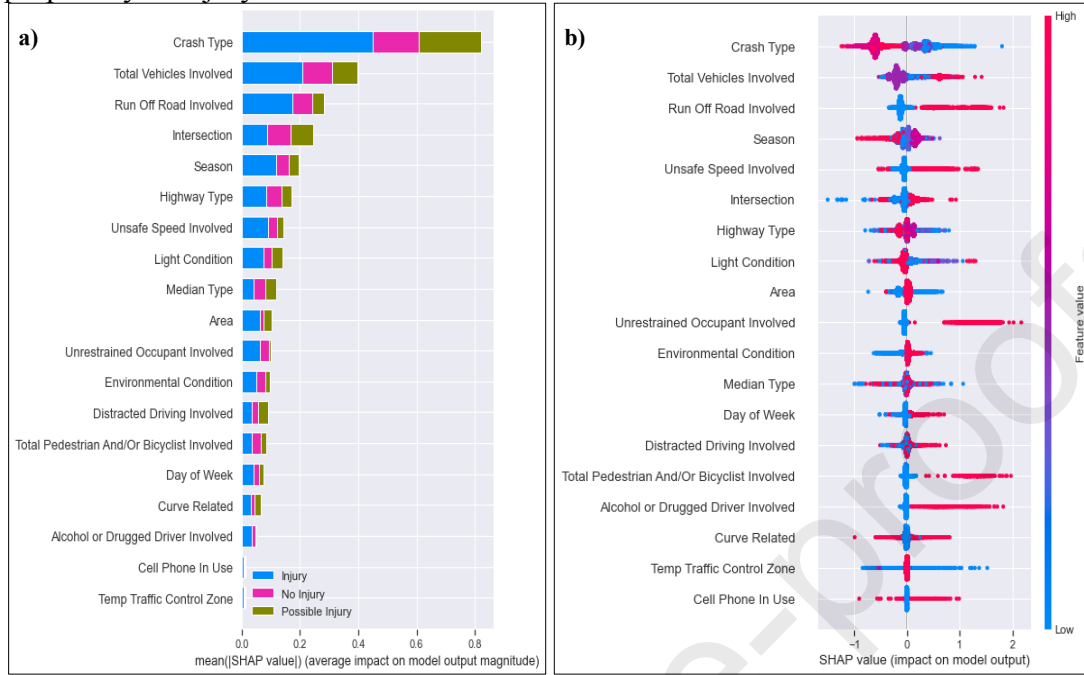 a)
Crash Type
Total Vehicles Involved
Run Off Road Involved
Intersection
Season
Highway Type
Unsafe Speed Involved
Light Condition
Median Type
Area
Unrestrained Occupant Involved
Environmental Condition
Distracted Driving Involved
Total Pedestrian And/Or Bicyclist Involved
Day of Week
Curve Related
Alcohol or Drugged Driver Involved
Cell Phone In Use
Temp Traffic Control Zone
Injury
No Injury
Possible Injury
0.0 0.2 0.4 0.6 0.8
mean(|SHAP value|) (average impact on model output magnitude)
b)
High
Crash Type
Total Vehicles Involved
Run Off Road Involved
Season
Unsafe Speed Involved
Intersection
Highway Type
Light Condition
Area
Unrestrained Occupant Involved
Environmental Condition
Median Type
Day of Week
Distracted Driving Involved
Total Pedestrian And/Or Bicyclist Involved
Alcohol or Drugged Driver Involved
Curve Related
Temp Traffic Control Zone
Cell Phone In Use
Low
Feature value
−1 0 1 2
SHAP value (impact on model output)
e-proof